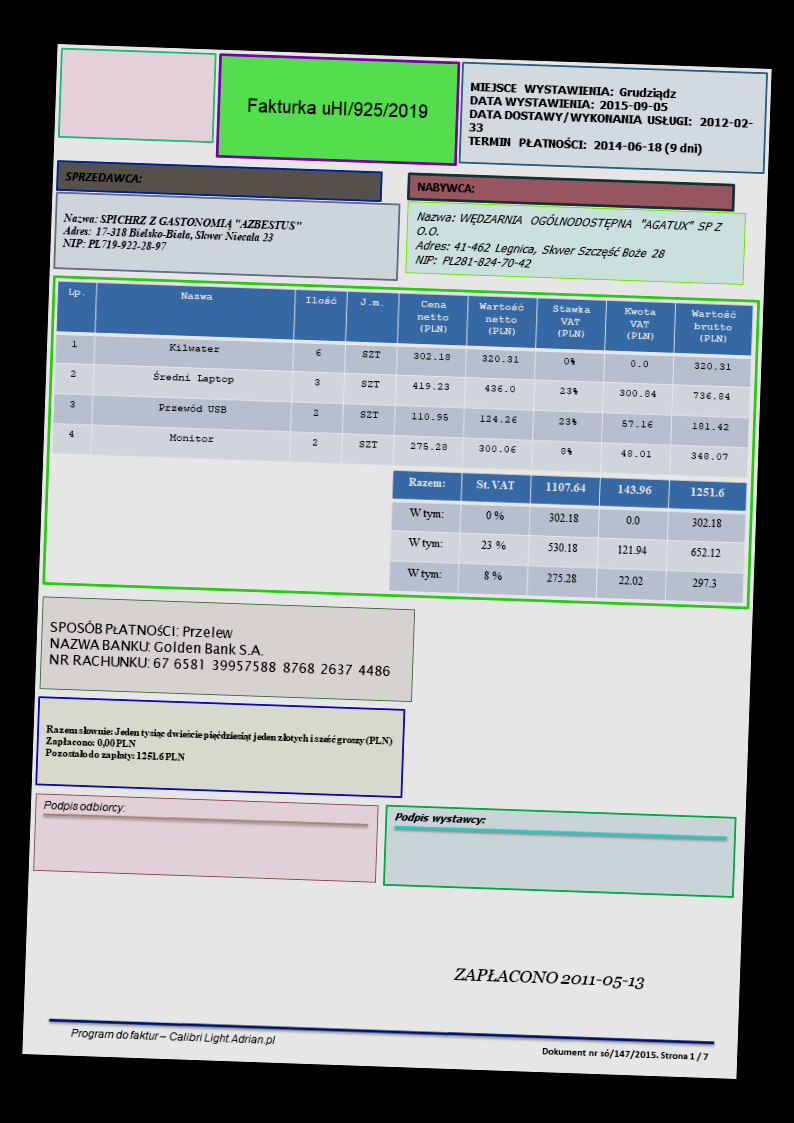 Fakturka uHI/925/2019
MIEJSCE WYSTAWIENIA: Grudziądz
DATA WYSTAWIENIA: 2015-09-05
DATA DOSTAWY/WYKONANIA USŁUGI: 2012-02-
33
TERMIN PŁATNOŚCI: 2014-06-18 (9 dni)
SPRZEDAWCA:
Nazwa: SPICHRZ Z GASTONOMIĄ "AZBESTUS"
Adres: 17-318 Bielsko-Biała, Skwer Niecała 23
NIP: PL719-922-28-97
NABYWCA:
Nazwa: WĘDZARNIA OGÓLNODOSTĘPNA "AGATUX" SP Z
O.O.
Adres: 41-462 Legnica, Skwer Szczęść Boże 28
NIP: PL281-824-70-42
Lp. Nazwa Ilość J.m. Cena netto (PLN) Wartość netto (PLN) Stawka VAT (PLN) Kwota VAT (PLN) Wartość brutto (PLN)
1 Kilwater 6 SZT 302.18 320.31 0% 0.0 320.31
2 Średni Laptop 3 SZT 419.23 436.0 23% 300.84 736.84
3 Przewód USB 2 SZT 110.95 124.26 23% 57.16 181.42
4 Monitor 2 SZT 275.28 300.06 8% 48.01 348.07
Razem: St.VAT 1107.64 143.96 1251.6
W tym: 0 % 302.18 0.0 302.18
W tym: 23 % 530.18 121.94 652.12
W tym: 8 % 275.28 22.02 297.3
SPOSÓB PŁATNOŚCI: Przelew
NAZWA BANKU: Golden Bank S.A.
NR RACHUNKU: 67 6581 39957588 8768 2637 4486
Razem słownie: Jeden tysiąc dwieście pięćdziesiąt jeden złotych i sześć groszy (PLN)
Zapłacono: 0,00 PLN
Pozostało do zapłaty: 1251.6 PLN
Podpis odbiorcy:
Podpis wystawcy:
ZAPŁACONO 2011-05-13
Program do faktur – Calibri Light.Adrian.pl
Dokument nr só/147/2015. Strona 1 / 7